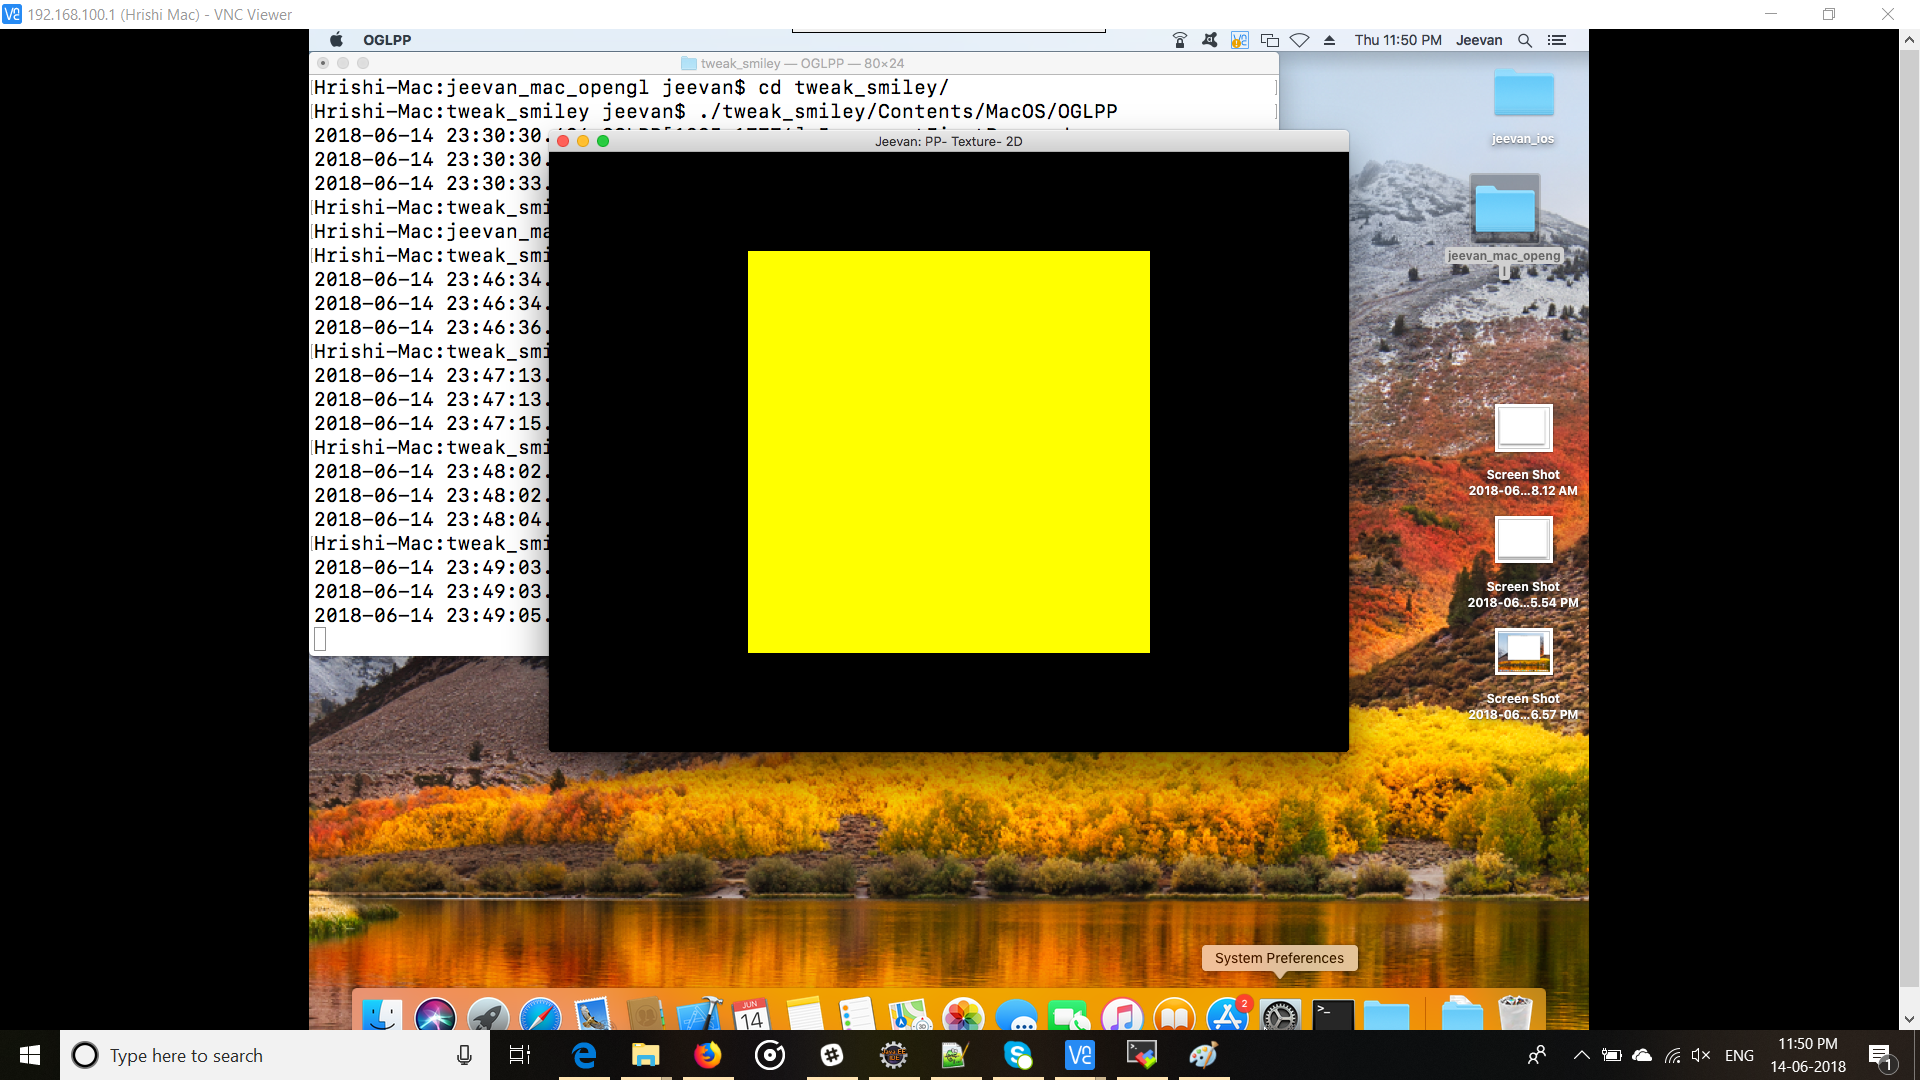 192.168.100.1 (Hrishi Mac) - VNC Viewer
OGLPP
Thu 11:50 PM Jeevan
tweak_smiley — OGLPP — 80×24
Hrishi-Mac:jeevan_mac_opengl jeevan$ cd tweak_smiley/
Hrishi-Mac:tweak_smiley jeevan$ ./tweak_smiley/Contents/MacOS/OGLPP
2018-06-14 23:30:30.
2018-06-14 23:30:30.
2018-06-14 23:30:33.
Hrishi-Mac:tweak_smi
Hrishi-Mac:jeevan_ma
Hrishi-Mac:tweak_smi
2018-06-14 23:46:34.
2018-06-14 23:46:34.
2018-06-14 23:46:36.
Hrishi-Mac:tweak_smi
2018-06-14 23:47:13.
2018-06-14 23:47:13.
2018-06-14 23:47:15.
Hrishi-Mac:tweak_smi
2018-06-14 23:48:02.
2018-06-14 23:48:02.
2018-06-14 23:48:04.
Hrishi-Mac:tweak_smi
2018-06-14 23:49:03.
2018-06-14 23:49:03.
2018-06-14 23:49:05.
Jeevan: PP- Texture- 2D
jeevan_ios
jeevan_mac_openg
l
Screen Shot
2018-06...8.12 AM
Screen Shot
2018-06...5.54 PM
Screen Shot
2018-06...6.57 PM
System Preferences
JUN
14
2
Type here to search
ENG
11:50 PM
14-06-2018
1